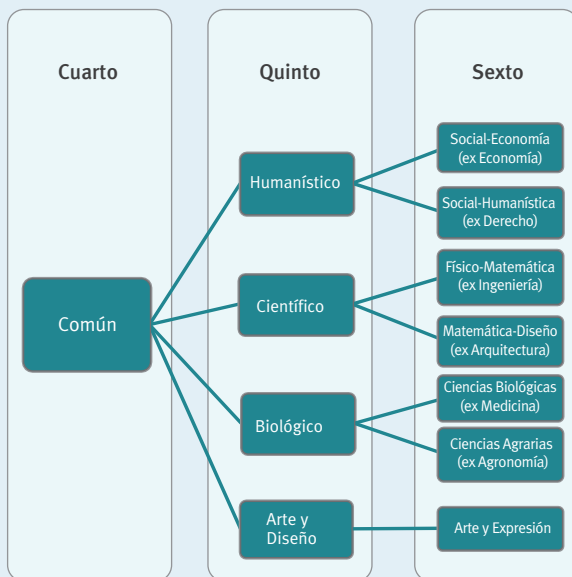 Cuarto
Quinto
Sexto
Común
Humanístico
Científico
Biológico
Arte y
Diseño
Social-Economía
(ex Economía)
Social-Humanística
(ex Derecho)
Físico-Matemática
(ex Ingeniería)
Matemática-Diseño
(ex Arquitectura)
Ciencias Biológicas
(ex Medicina)
Ciencias Agrarias
(ex Agronomía)
Arte y Expresión